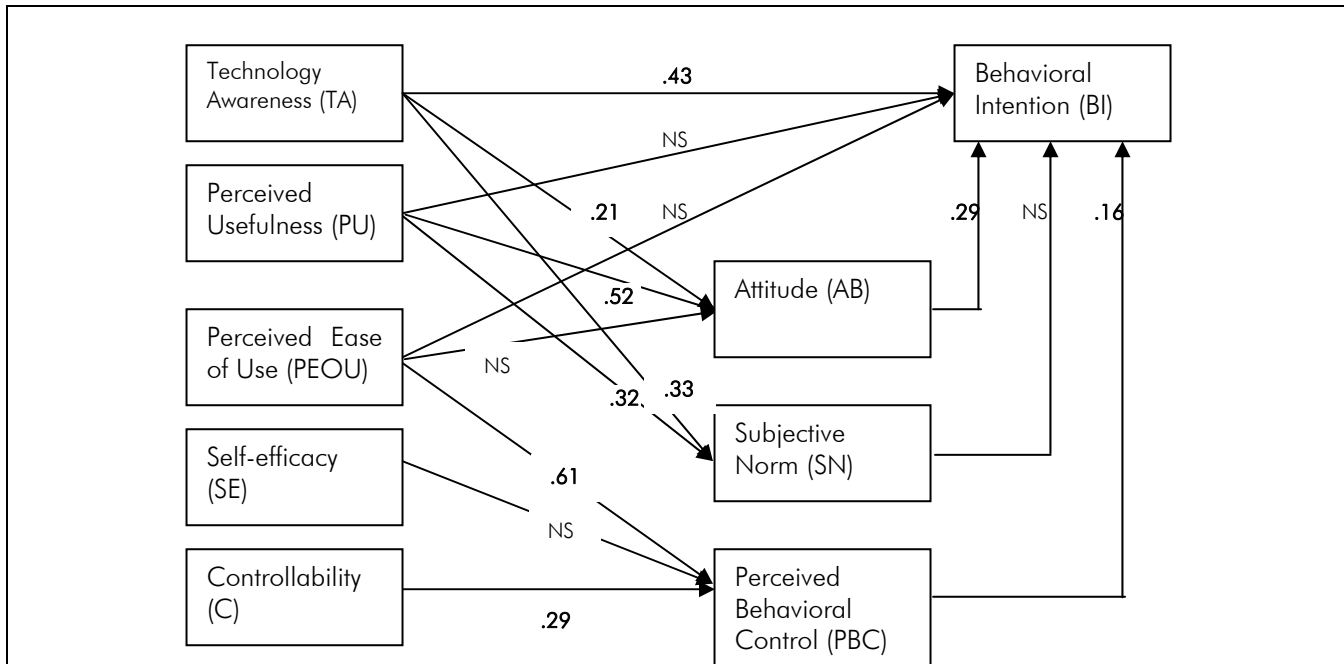 Technology
Awareness (TA)
.43
Behavioral
Intention (BI)
NS
Perceived
Usefulness (PU)
.21
NS
.29
NS
.16
Attitude (AB)
.52
Perceived Ease
of Use (PEOU)
NS
.32
.33
Subjective
Norm (SN)
Self-efficacy
(SE)
.61
NS
Controllability
(C)
.29
Perceived
Behavioral
Control (PBC)